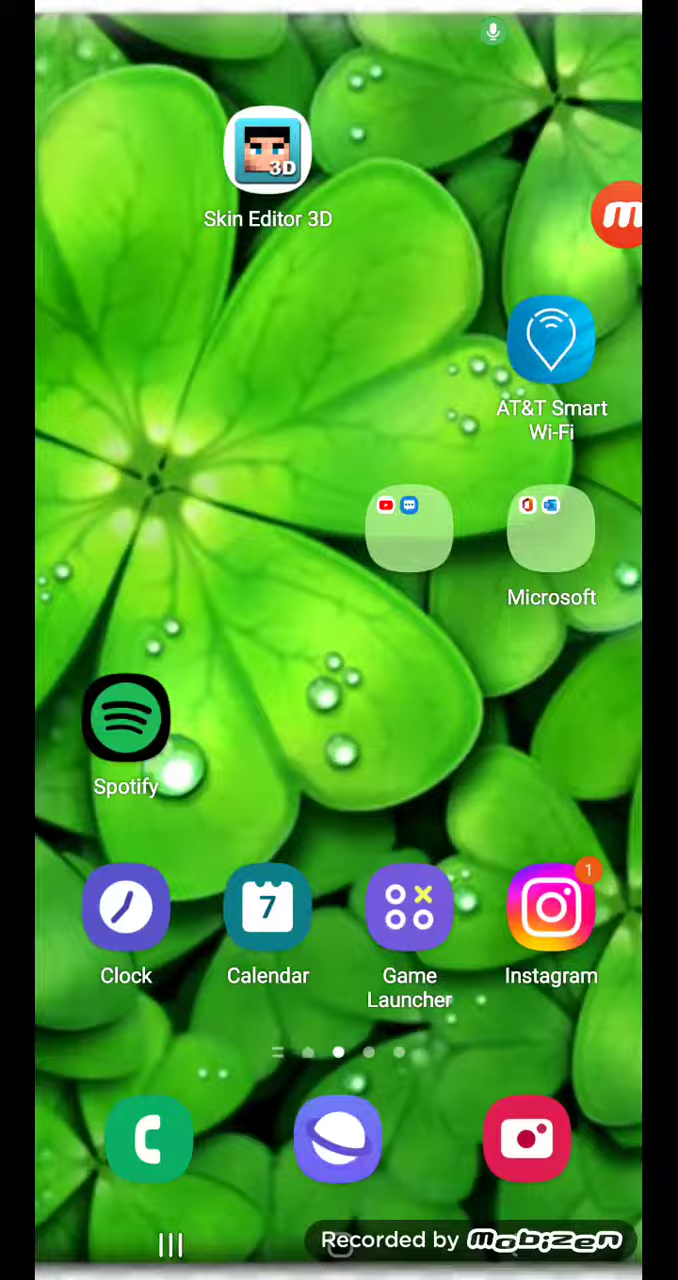 3D
Skin Editor 3D
m
AT&T Smart
Wi-Fi
Microsoft
Spotify
7
1
Clock
Calendar
Game
Launcher
Instagram
Recorded by mobizen